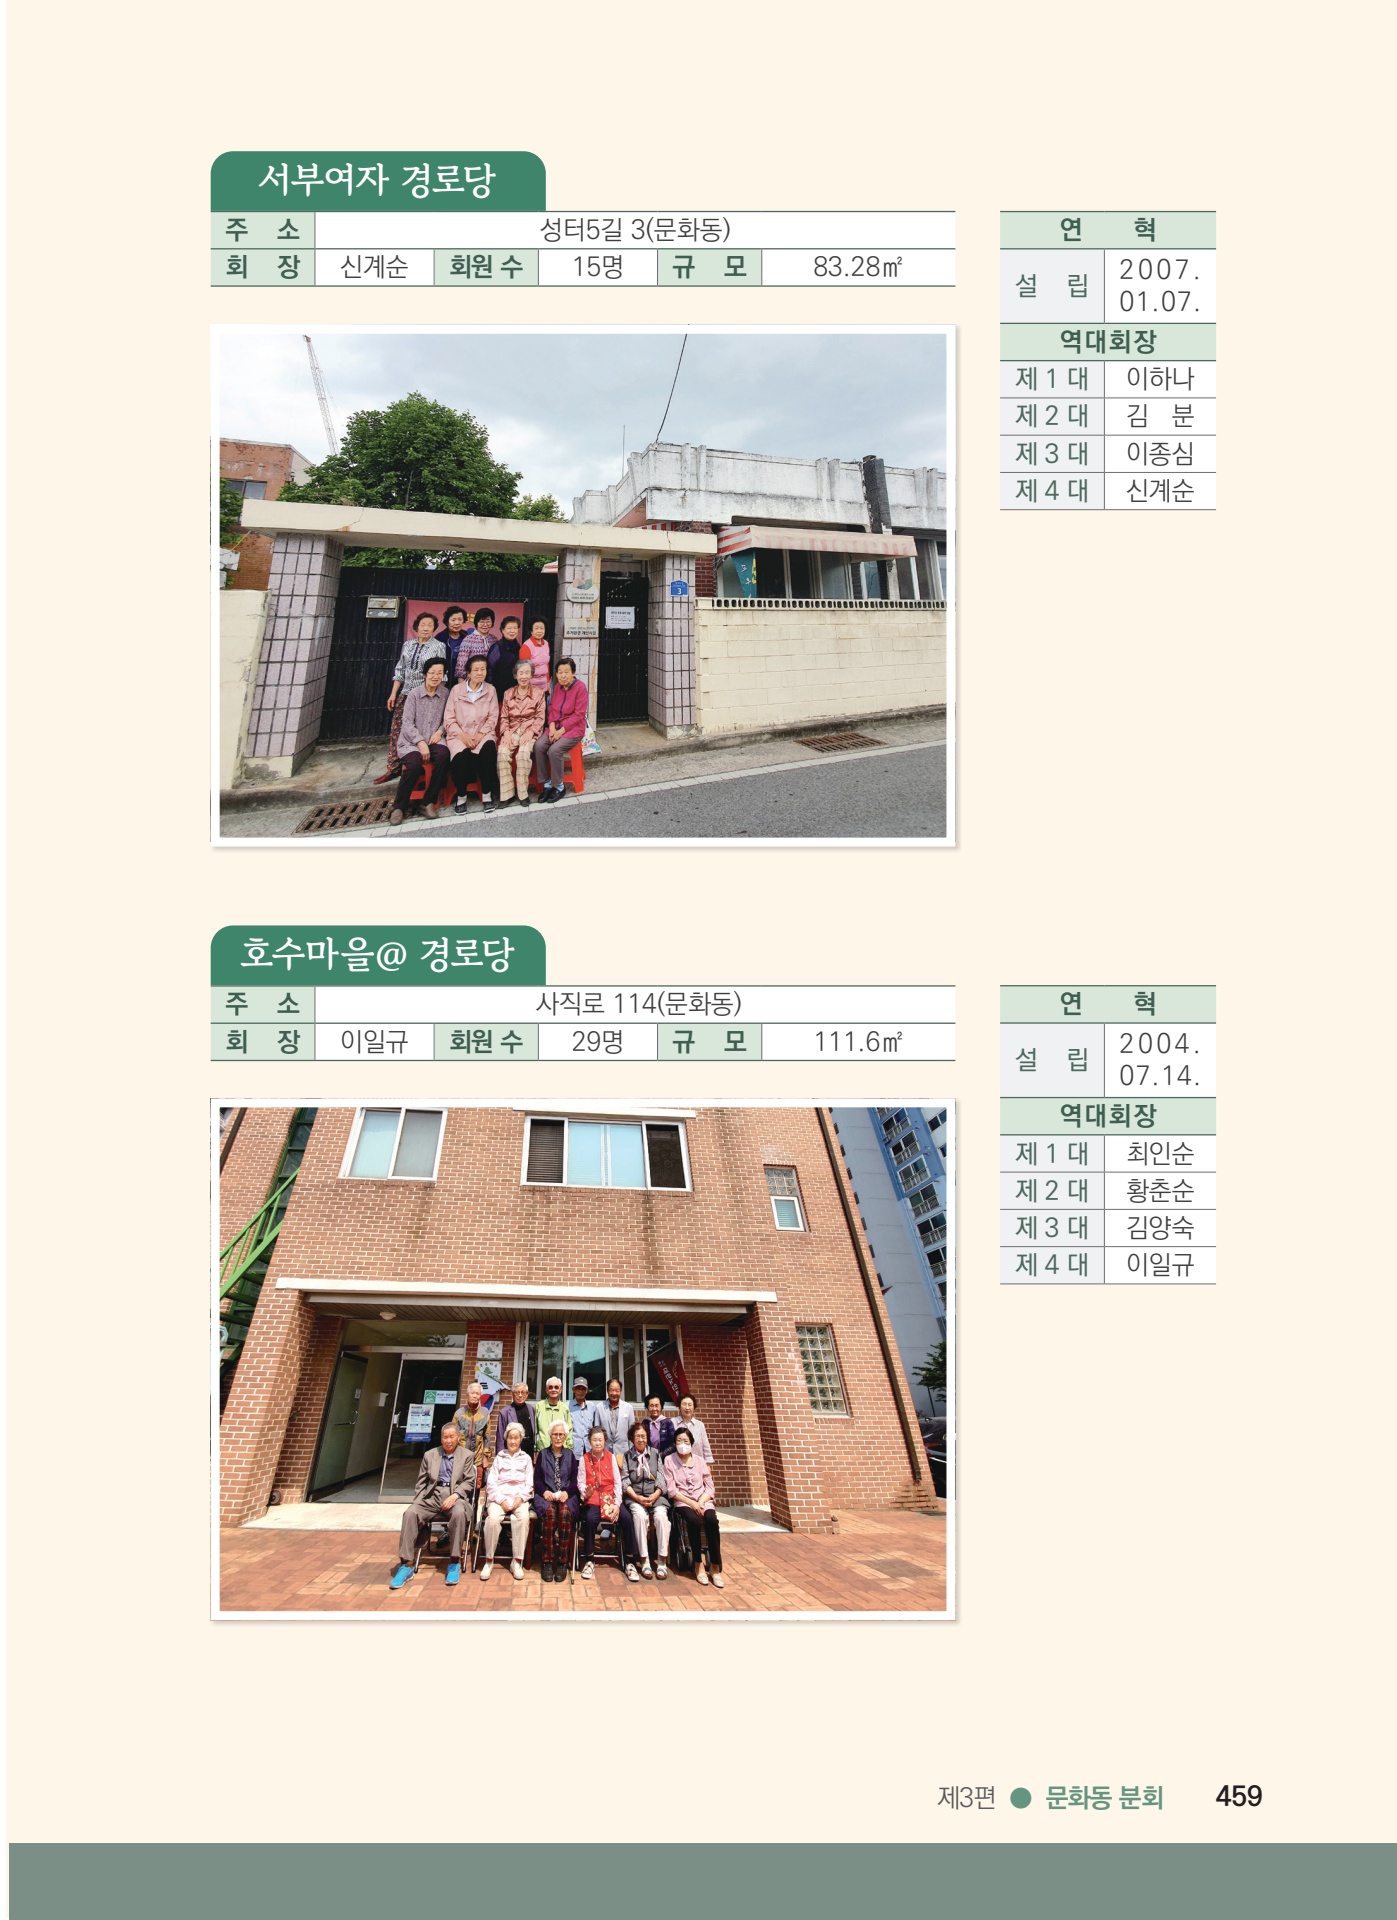 서부여자 경로당
주 소 성터5길 3(문화동)
회 장 신계순 회원 수 15명 규 모 83.28㎡
연 혁
설 립 2007.
01.07.
역대회장
제 1 대 이하나
제 2 대 김 분
제 3 대 이종심
제 4 대 신계순
3
호수마을@ 경로당
주 소 사직로 114(문화동)
회 장 이일규 회원 수 29명 규 모 111.6㎡
연 혁
설 립 2004.
07.14.
역대회장
제 1 대 최인순
제 2 대 황춘순
제 3 대 김양숙
제 4 대 이일규
제3편 ● 문화동 분회 459